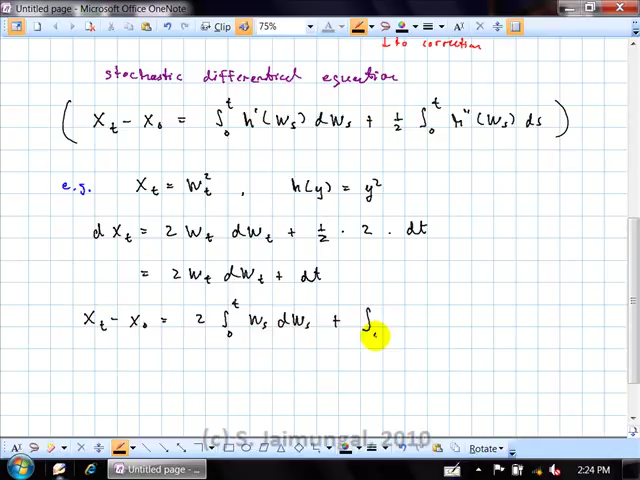 Untitled page - Microsoft Office OneNote
Clip 75%
Ito correction
stochastic differential equation
( X_t - X_0 = ∫_0^t h'(W_s) dW_s + 1/2 ∫_0^t h''(W_s) ds )
e.g. X_t = W_t^2 , h(y) = y^2
d X_t = 2 W_t dW_t + 1/2 · 2 · dt
= 2 W_t dW_t + dt
X_t - X_0 = 2 ∫_0^t W_s dW_s + ∫_0
(c) S. Jaimungal, 2010
Rotate
Untitled page - ...
2:24 PM